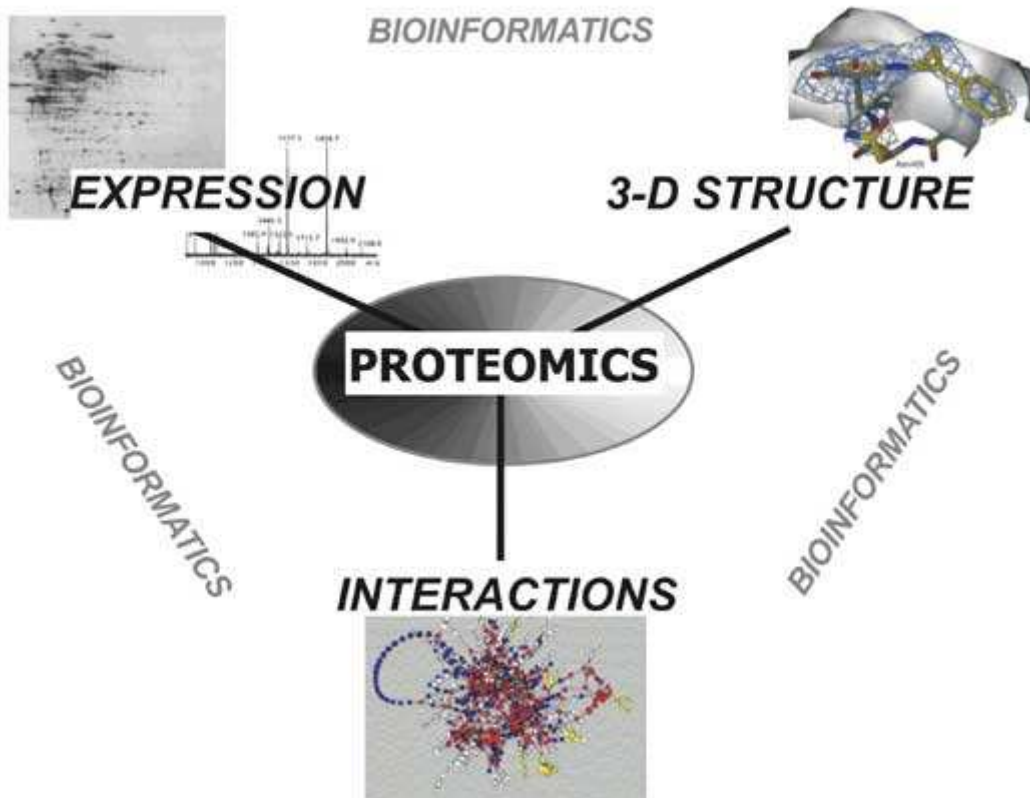 BIOINFORMATICS
EXPRESSION
3-D STRUCTURE
PROTEOMICS
BIOINFORMATICS
BIOINFORMATICS
INTERACTIONS